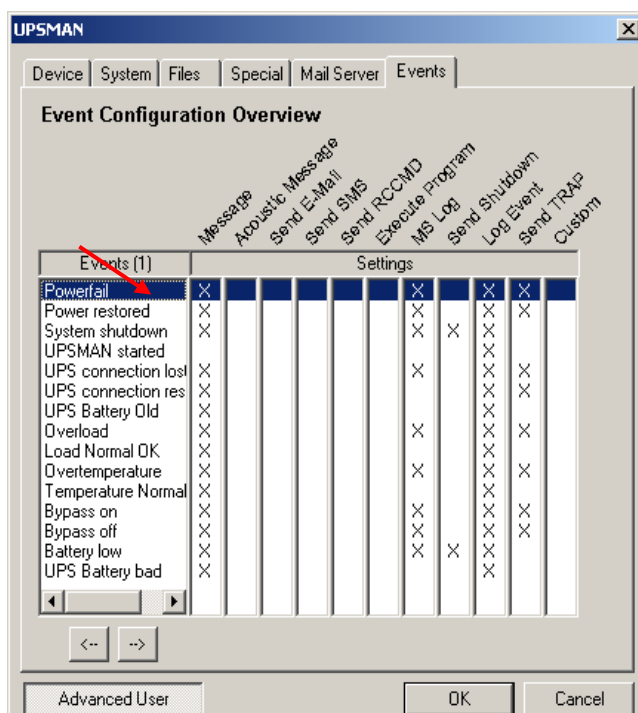 UPSMAN
Device System Files Special Mail Server Events
Event Configuration Overview
Message
Acoustic Message
Send E-Mail
Send SMS
Send RCCMD
Execute Program
MS Log
Send Shutdown
Log Event
Send TRAP
Custom
Events (1) Settings
Powerfail X X X X
Power restored X X X X
System shutdown X X X X
UPSMAN started X
UPS connection lost X X X X
UPS connection res X X X
UPS Battery Old X X
Overload X X X X
Load Normal OK X X
Overtemperature X X X X
Temperature Normal X X
Bypass on X X X X
Bypass off X X X X
Battery low X X X X
UPS Battery bad X X
<-- -->
Advanced User OK Cancel